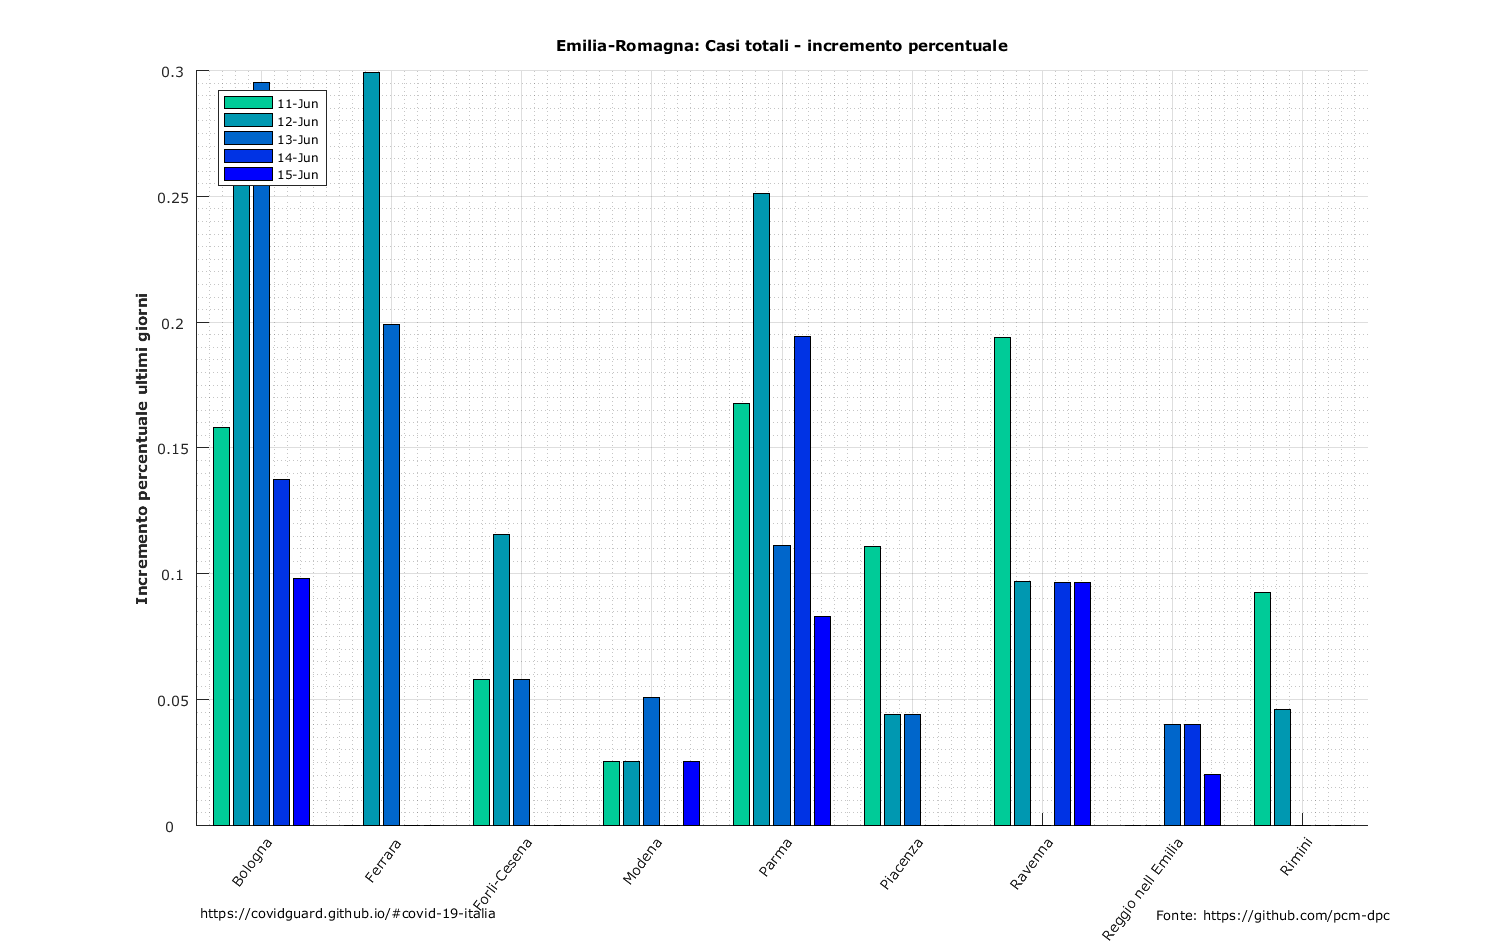 Emilia-Romagna: Casi totali - incremento percentuale
Incremento percentuale ultimi giorni
0.3
0.25
0.2
0.15
0.1
0.05
0
11-Jun
12-Jun
13-Jun
14-Jun
15-Jun
Bologna
Ferrara
Forlì-Cesena
Modena
Parma
Piacenza
Ravenna
Reggio nell Emilia
Rimini
https://covidguard.github.io/#covid-19-italia
Fonte: https://github.com/pcm-dpc